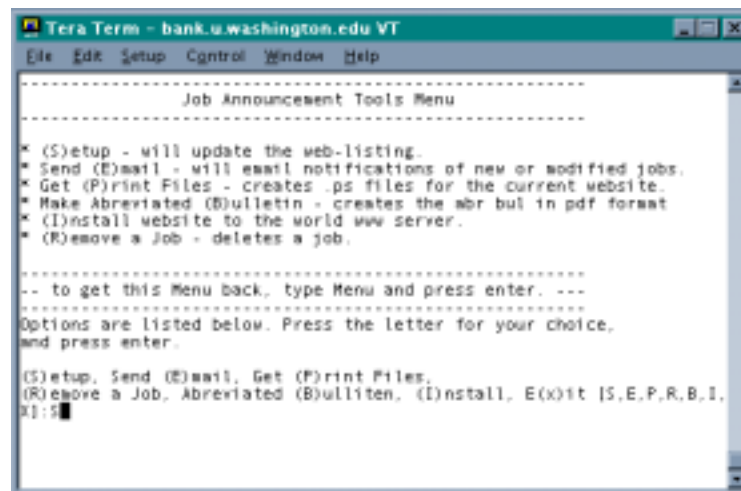 Tera Term - bank.u.washington.edu VT
File Edit Setup Control Window Help
Job Announcement Tools Menu
* (S)etup - will update the web-listing.
* Send (E)mail - will email notifications of new or modified jobs.
* Get (P)rint Files - creates .ps files for the current website.
* Make Abreviated (B)ulletin - creates the abr bul in pdf format
* (I)nstall website to the world www server.
* (R)emove a Job - deletes a job.
-- to get this Menu back, type Menu and press enter. ---
Options are listed below. Press the letter for your choice,
and press enter.
(S)etup, Send (E)mail, Get (P)rint Files,
(R)emove a Job, Abreviated (B)ulliten, (I)nstall, E(x)it [S,E,P,R,B,I,
X]:S